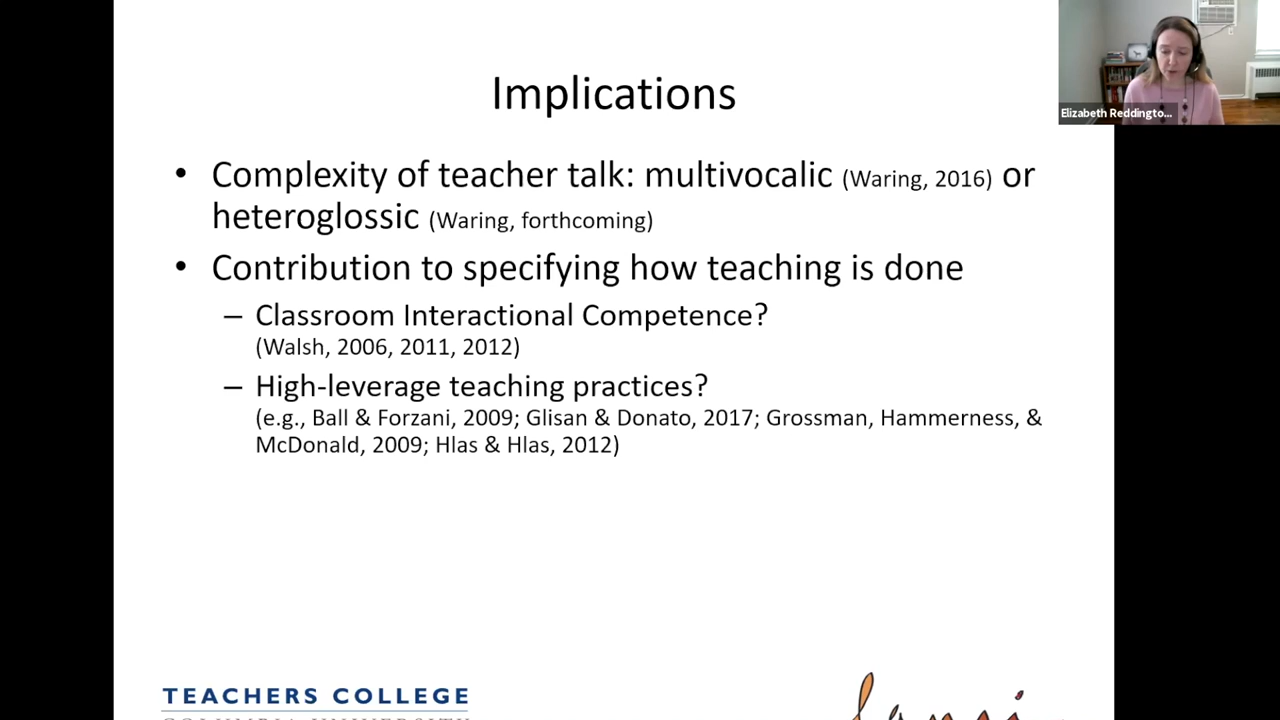 Implications
Elizabeth Reddingto...
• Complexity of teacher talk: multivocalic (Waring, 2016) or
heteroglossic (Waring, forthcoming)
• Contribution to specifying how teaching is done
– Classroom Interactional Competence?
(Walsh, 2006, 2011, 2012)
– High-leverage teaching practices?
(e.g., Ball & Forzani, 2009; Glisan & Donato, 2017; Grossman, Hammerness, &
McDonald, 2009; Hlas & Hlas, 2012)
TEACHERS COLLEGE
COLUMBIA UNIVERSITY